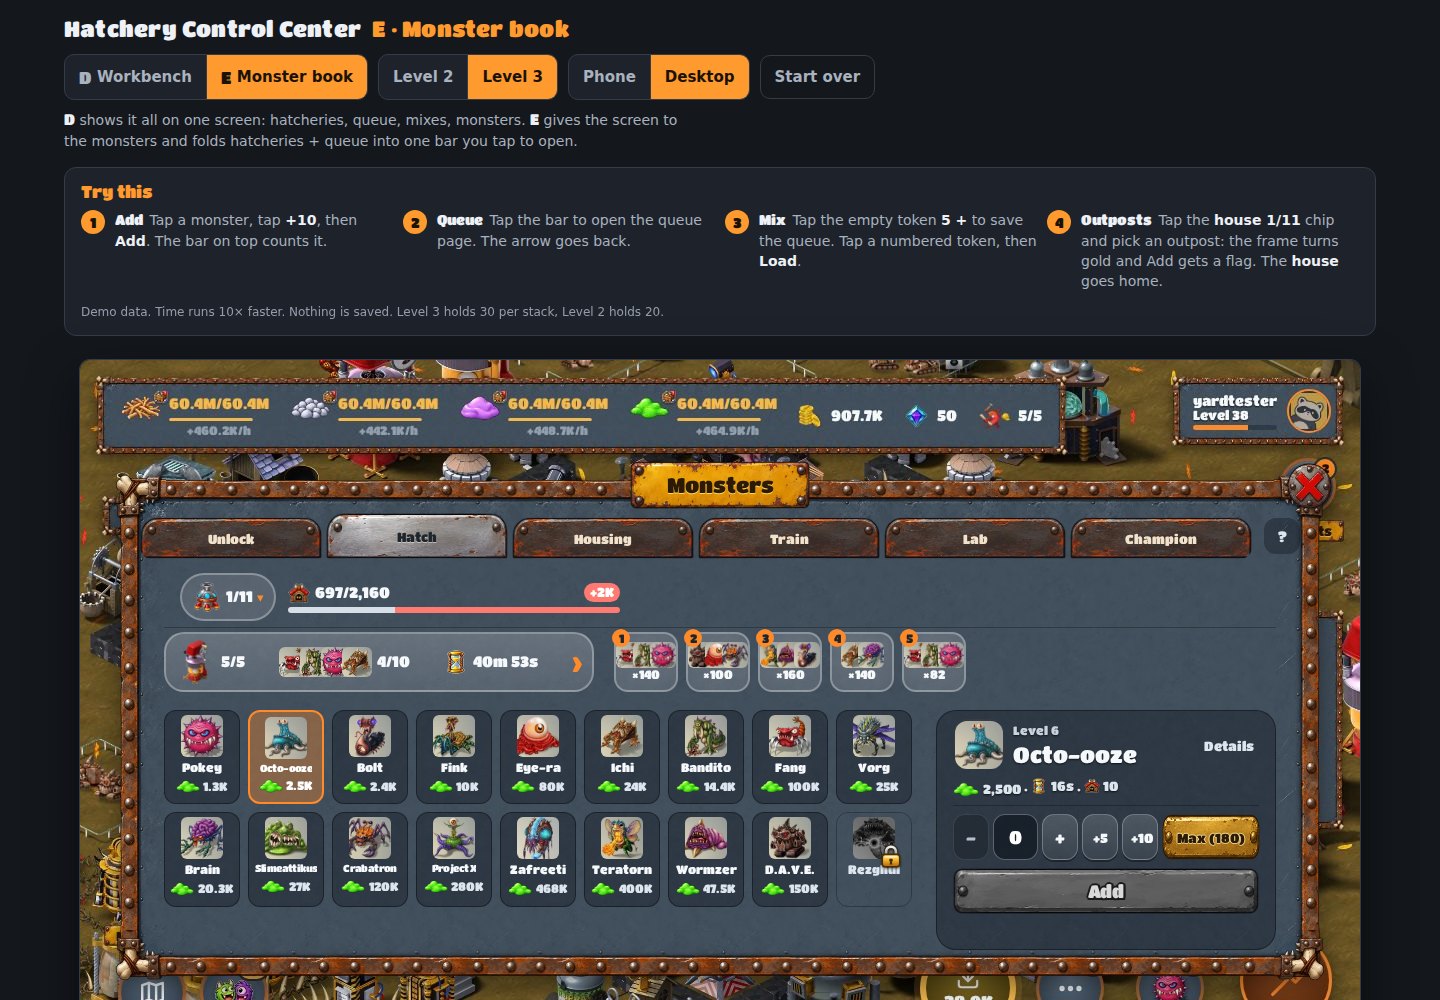 Hatchery Control Center E · Monster book
D Workbench E Monster book Level 2 Level 3 Phone Desktop Start over
D shows it all on one screen: hatcheries, queue, mixes, monsters. E gives the screen to
the monsters and folds hatcheries + queue into one bar you tap to open.
Try this
1 Add Tap a monster, tap +10, then
Add. The bar on top counts it.
2 Queue Tap the bar to open the queue
page. The arrow goes back.
3 Mix Tap the empty token 5 + to save
the queue. Tap a numbered token, then
Load.
4 Outposts Tap the house 1/11 chip
and pick an outpost: the frame turns
gold and Add gets a flag. The house
goes home.
Demo data. Time runs 10× faster. Nothing is saved. Level 3 holds 30 per stack, Level 2 holds 20.
60.4M/60.4M 60.4M/60.4M 60.4M/60.4M 60.4M/60.4M 907.7K 50 5/5
+460.2K/h +442.1K/h +448.7K/h +464.9K/h
yardtester
Level 38
Monsters
Unlock Hatch Housing Train Lab Champion ?
1/11 697/2,160 +2K
5/5 4/10 40m 53s
1 2 3 4 5
×140 ×100 ×160 ×140 ×82
Pokey Octo-ooze Bolt Fink Eye-ra Ichi Bandito Fang Vorg
1.3K 2.5K 2.4K 10K 80K 24K 14.4K 100K 25K
Brain Slimeattikus Crabatron Project X Zafreeti Teratorn Wormzer D.A.V.E.
20.3K 27K 120K 280K 468K 400K 47.5K 150K
Level 6
Octo-ooze
Details
2,500 · 16s · 10
− 0 + +5 +10 Max (180)
Add